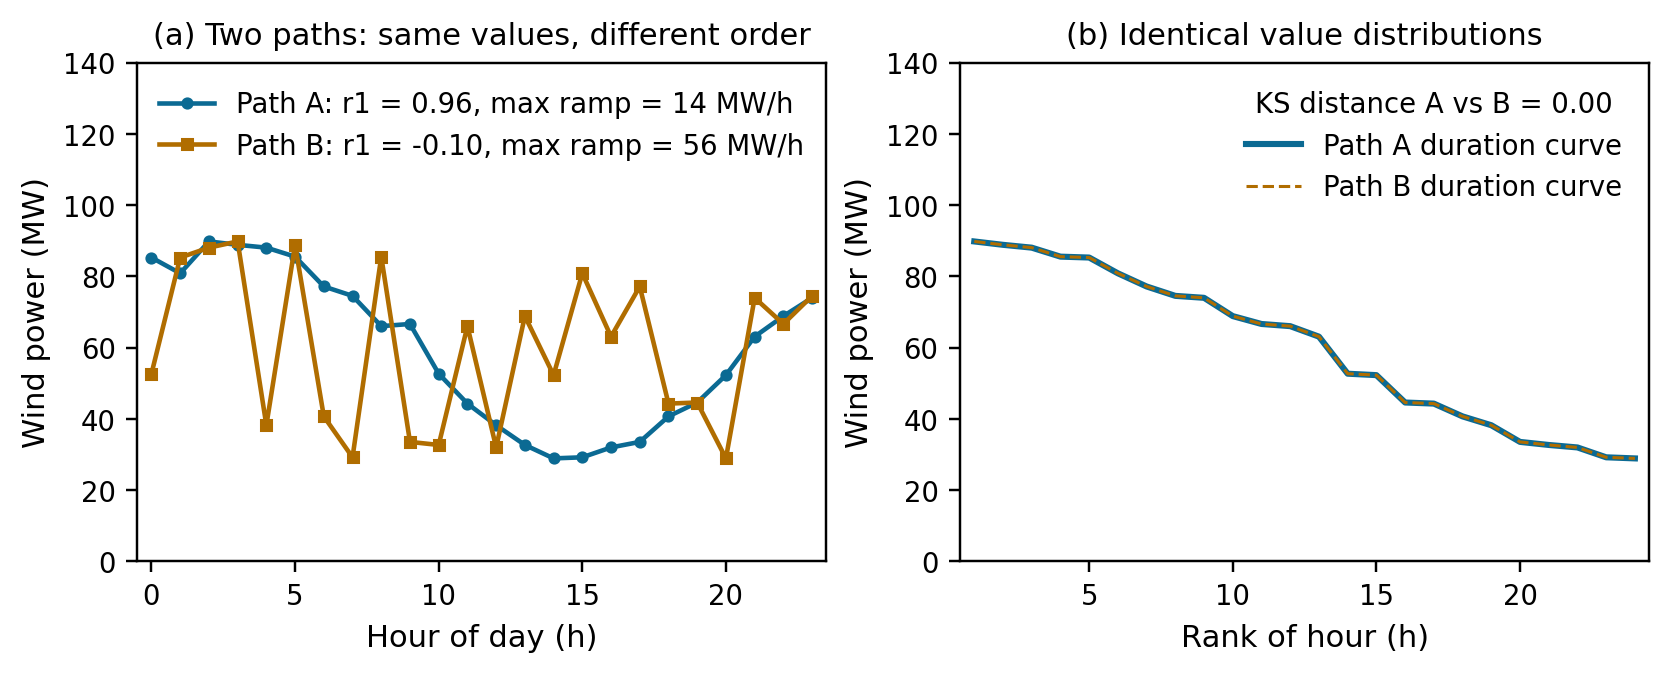 (a) Two paths: same values, different order
140
120
100
80
60
40
20
0
Wind power (MW)
Path A: r1 = 0.96, max ramp = 14 MW/h
Path B: r1 = -0.10, max ramp = 56 MW/h
0 5 10 15 20
Hour of day (h)
(b) Identical value distributions
140
120
100
80
60
40
20
0
Wind power (MW)
KS distance A vs B = 0.00
Path A duration curve
Path B duration curve
5 10 15 20
Rank of hour (h)